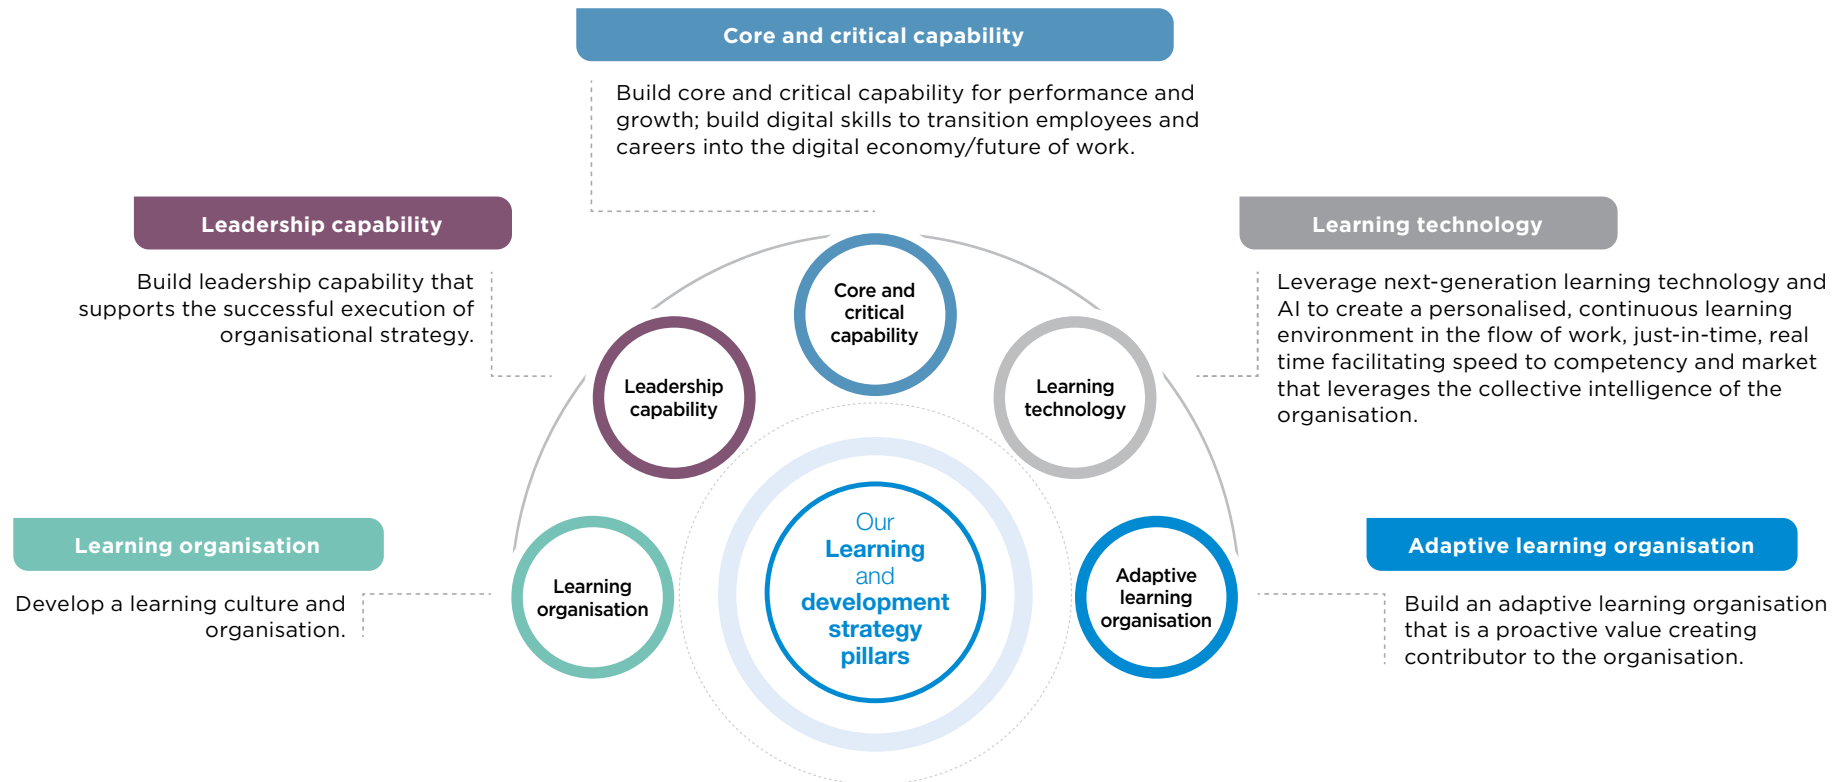 Core and critical capability
Build core and critical capability for performance and
growth; build digital skills to transition employees and
careers into the digital economy/future of work.
Leadership capability
Build leadership capability that
supports the successful execution of
organisational strategy.
Learning technology
Leverage next-generation learning technology and
AI to create a personalised, continuous learning
environment in the flow of work, just-in-time, real
time facilitating speed to competency and market
that leverages the collective intelligence of the
organisation.
Core and
critical
capability
Leadership
capability
Learning
technology
Learning organisation
Develop a learning culture and
organisation.
Learning
organisation
Our
Learning
and
development
strategy
pillars
Adaptive
learning
organisation
Adaptive learning organisation
Build an adaptive learning organisation
that is a proactive value creating
contributor to the organisation.